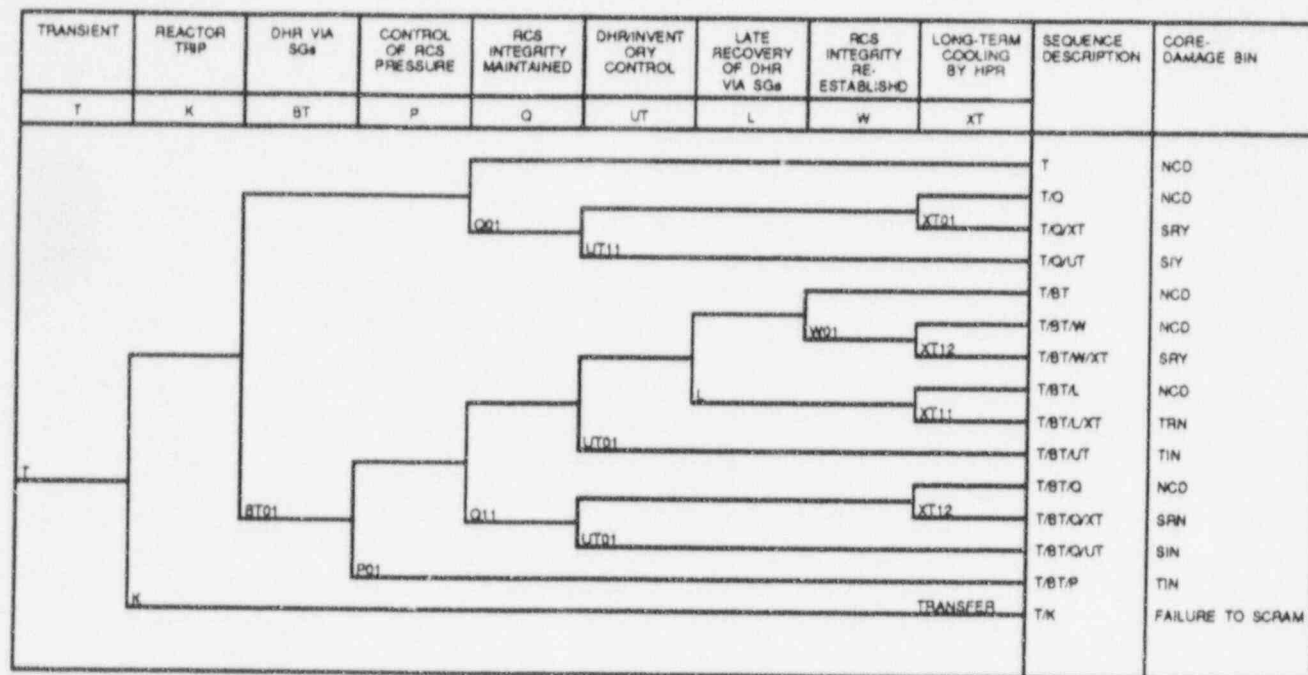 TRANSIENT
REACTOR
TRIP
DHR VIA
SGs
CONTROL
OF RCS
PRESSURE
RCS
INTEGRITY
MAINTAINED
DHR/INVENT
ORY
CONTROL
LATE
RECOVERY
OF DHR
VIA SGs
RCS
INTEGRITY
RE-
ESTABLISHD
LONG-TERM
COOLING
BY HPR
SEQUENCE
DESCRIPTION
CORE-
DAMAGE BIN
T K BT P Q UT L W XT
T NCD
T/Q NCD
Q01 XT01
T/Q/XT SRY
UT11
T/Q/UT SIY
T/BT NCD
T/BT/W NCD
W01 XT12
T/BT/W/XT SRY
T/BT/L NCD
L XT11
T/BT/L/XT TRN
UT01
T/BT/UT TIN
T
T/BT/Q NCD
BT01 Q11 XT12
T/BT/Q/XT SRN
UT01
T/BT/Q/UT SIN
P01
T/BT/P TIN
K TRANSFER
T/K FAILURE TO SCRAM